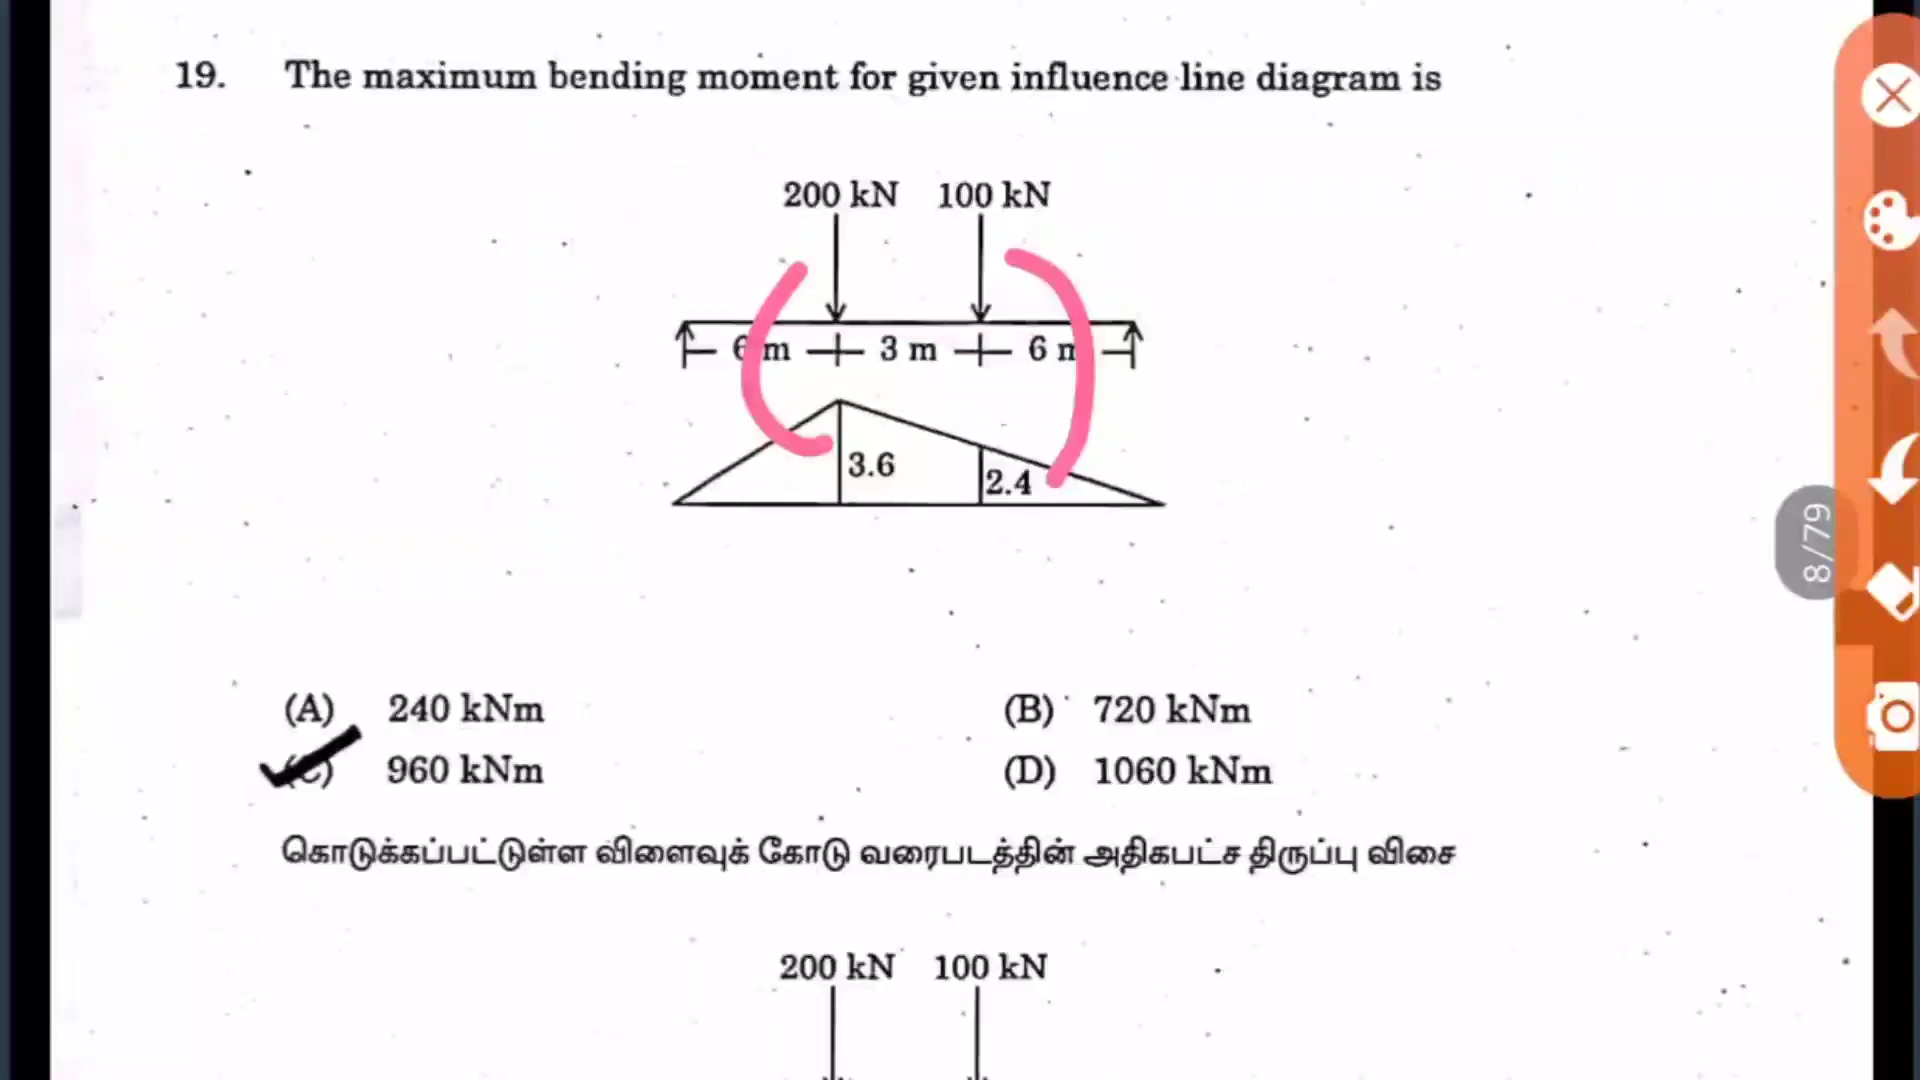 19. The maximum bending moment for given influence line diagram is
200 kN 100 kN
6 m 3 m 6 m
3.6
2.4
(A) 240 kNm (B) 720 kNm
(C) 960 kNm (D) 1060 kNm
கொடுக்கப்பட்டுள்ள விளைவுக் கோடு வரைபடத்தின் அதிகபட்ச திருப்பு விசை
200 kN 100 kN
8/79